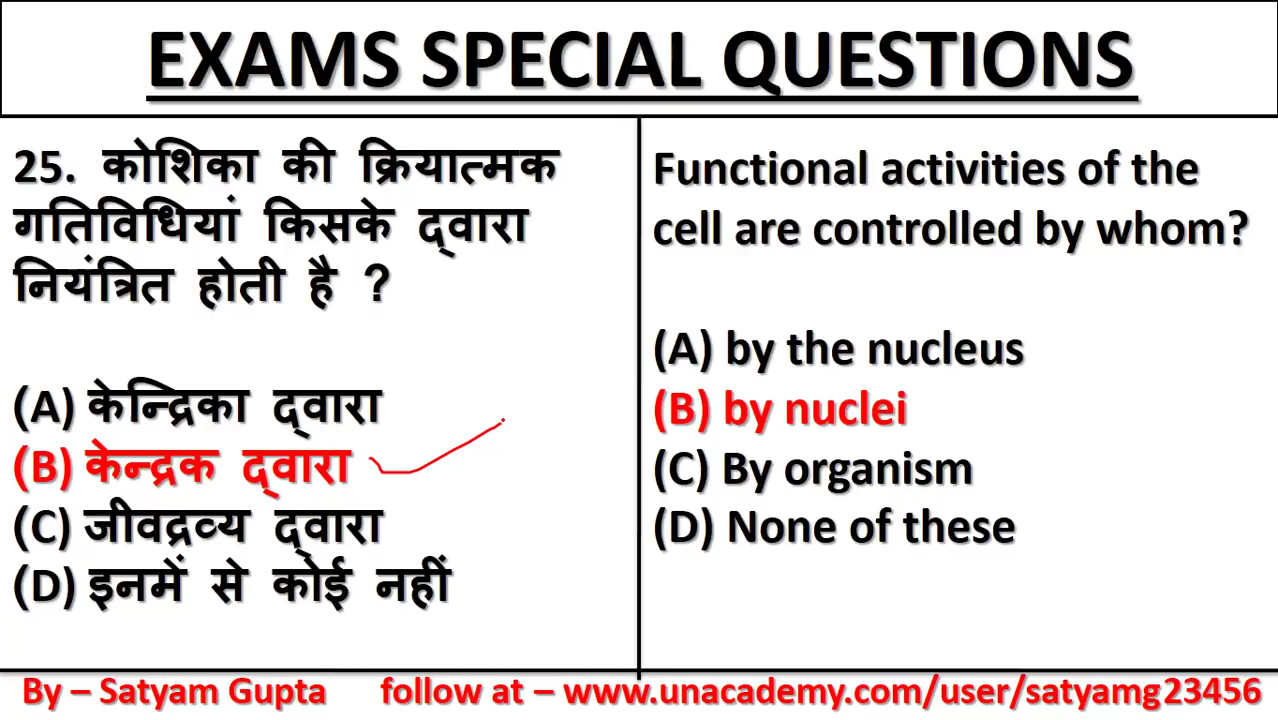 EXAMS SPECIAL QUESTIONS
25. कोशिका की क्रियात्मक
गतिविधियां किसके द्वारा
नियंत्रित होती है ?
(A) केन्द्रिका द्वारा
(B) केन्द्रक द्वारा
(C) जीवद्रव्य द्वारा
(D) इनमें से कोई नहीं
Functional activities of the
cell are controlled by whom?
(A) by the nucleus
(B) by nuclei
(C) By organism
(D) None of these
By – Satyam Gupta follow at – www.unacademy.com/user/satyamg23456